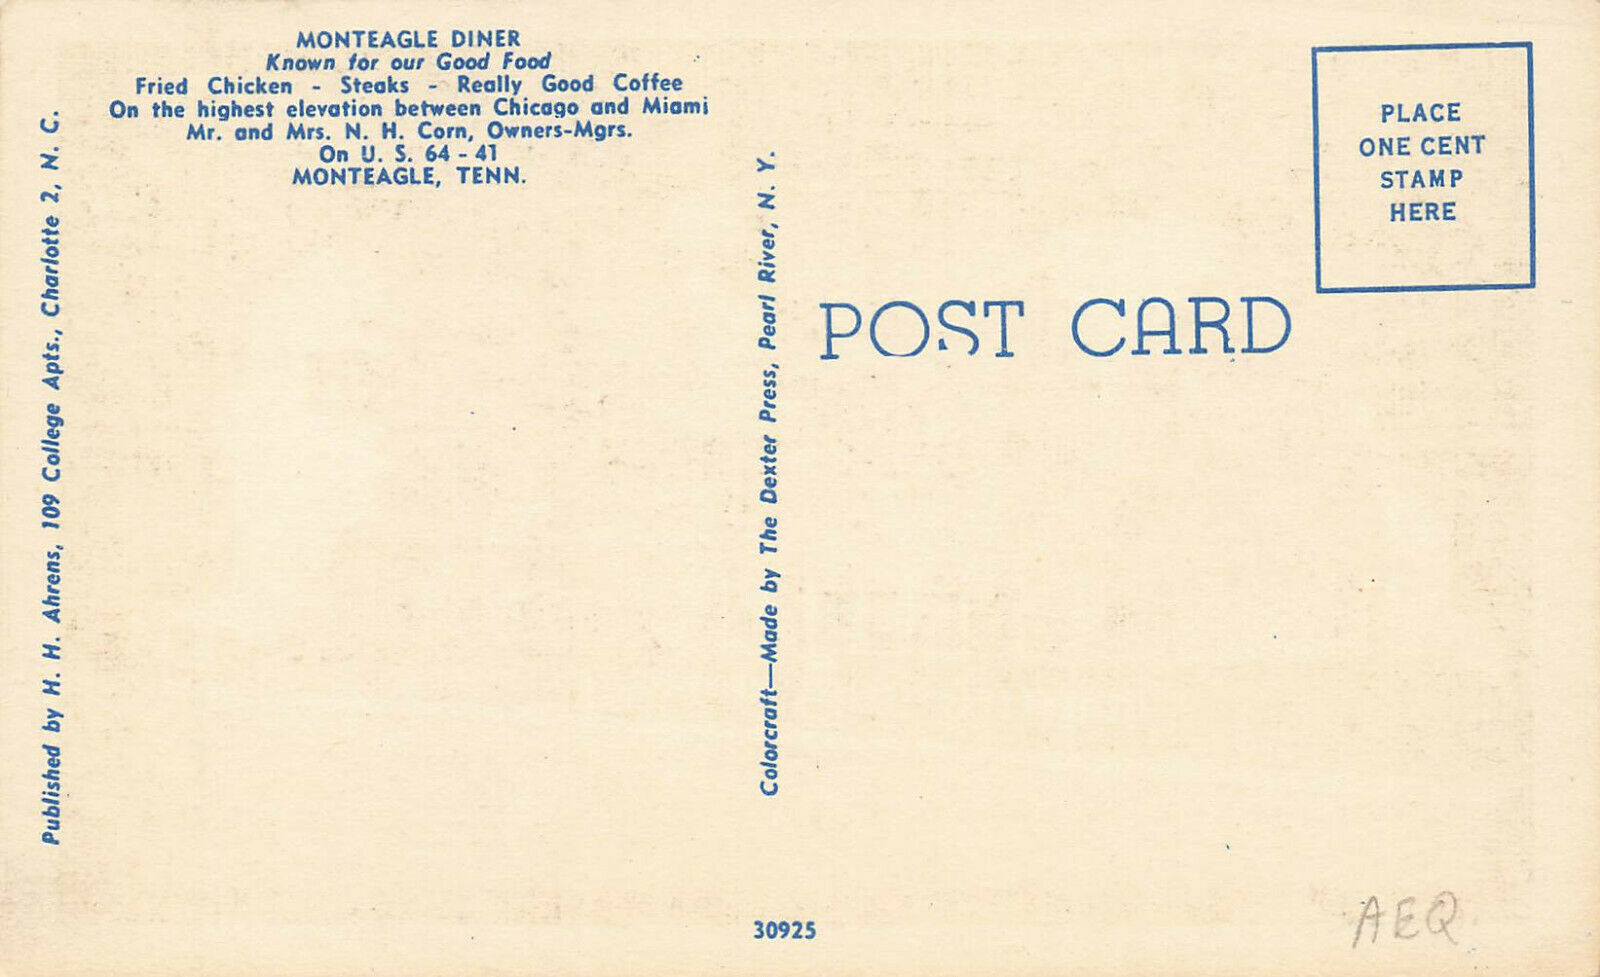 MONTEAGLE DINER
Known for our Good Food
Fried Chicken - Steaks - Really Good Coffee
On the highest elevation between Chicago and Miami
Mr. and Mrs. N. H. Corn, Owners-Mgrs.
On U. S. 64 - 41
MONTEAGLE, TENN.
Published by H. H. Ahrens, 109 College Apts., Charlotte 2, N. C.
Colorcraft—Made by The Dexter Press, Pearl River, N. Y.
PLACE
ONE CENT
STAMP
HERE
POST CARD
30925
AEQ